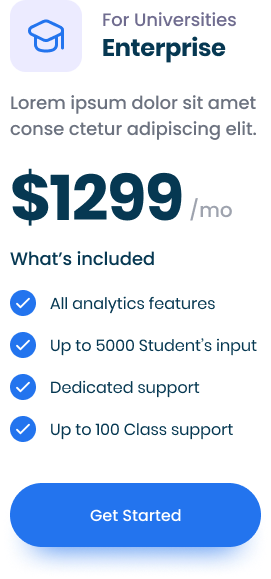 For Universities
Enterprise
Lorem ipsum dolor sit amet
conse ctetur adipiscing elit.
$1299 /mo
What's included
All analytics features
Up to 5000 Student's input
Dedicated support
Up to 100 Class support
Get Started